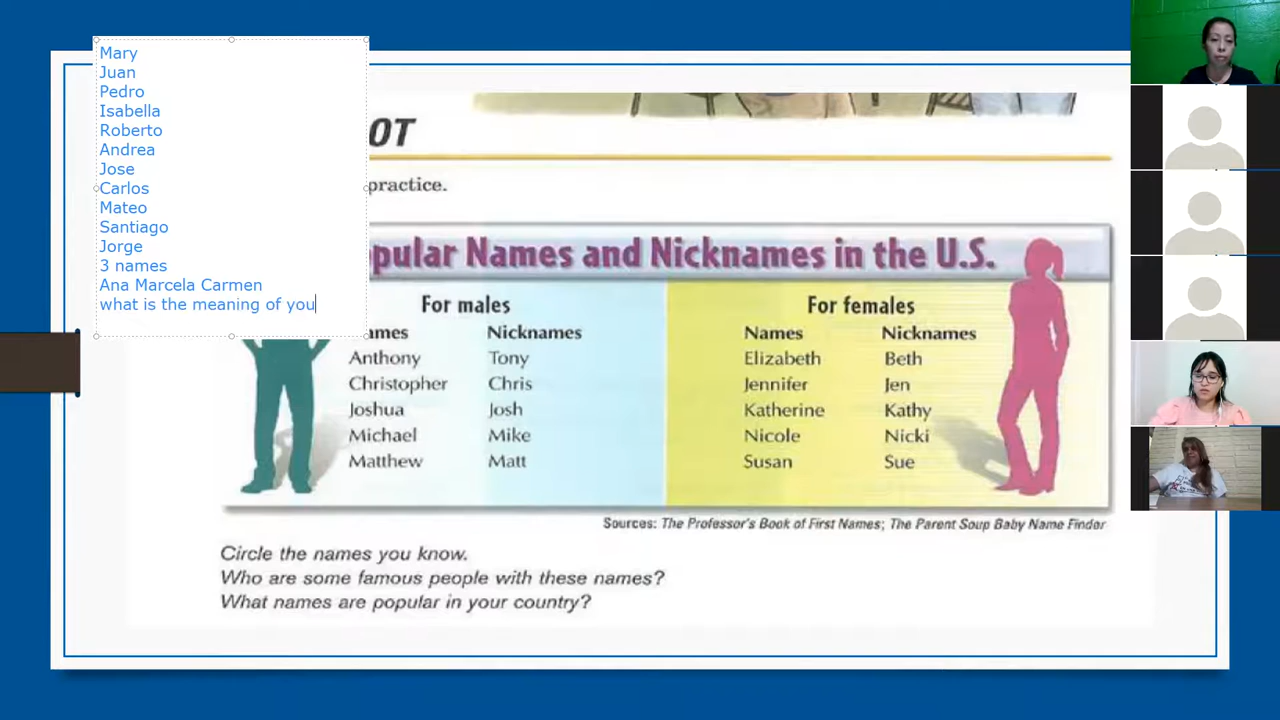 Mary
Juan
Pedro
Isabella
Roberto
Andrea
Jose
Carlos
Mateo
Santiago
Jorge
3 names
Ana Marcela Carmen
what is the meaning of you
OT
practice.
pular Names and Nicknames in the U.S.
For males
ames Nicknames
Anthony Tony
Christopher Chris
Joshua Josh
Michael Mike
Matthew Matt
For females
Names Nicknames
Elizabeth Beth
Jennifer Jen
Katherine Kathy
Nicole Nicki
Susan Sue
Sources: The Professor's Book of First Names; The Parent Soup Baby Name Finder
Circle the names you know.
Who are some famous people with these names?
What names are popular in your country?